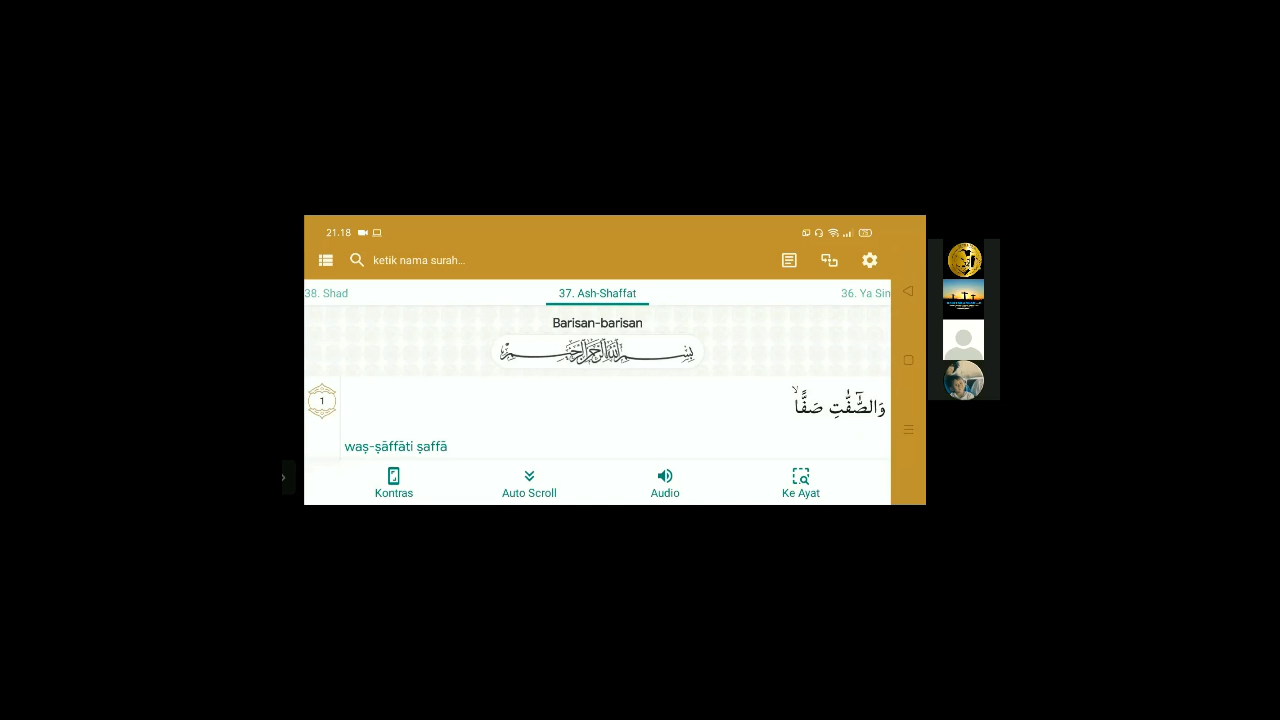 21.18
ketik nama surah...
38. Shad
37. Ash-Shaffat
36. Ya Sin
Barisan-barisan
بِسْمِ اللّٰهِ الرَّحْمٰنِ الرَّحِيْمِ
1
وَالصّٰۤفّٰتِ صَفًّاۙ
waṣ-ṣāffāti ṣaffā
Kontras
Auto Scroll
Audio
Ke Ayat